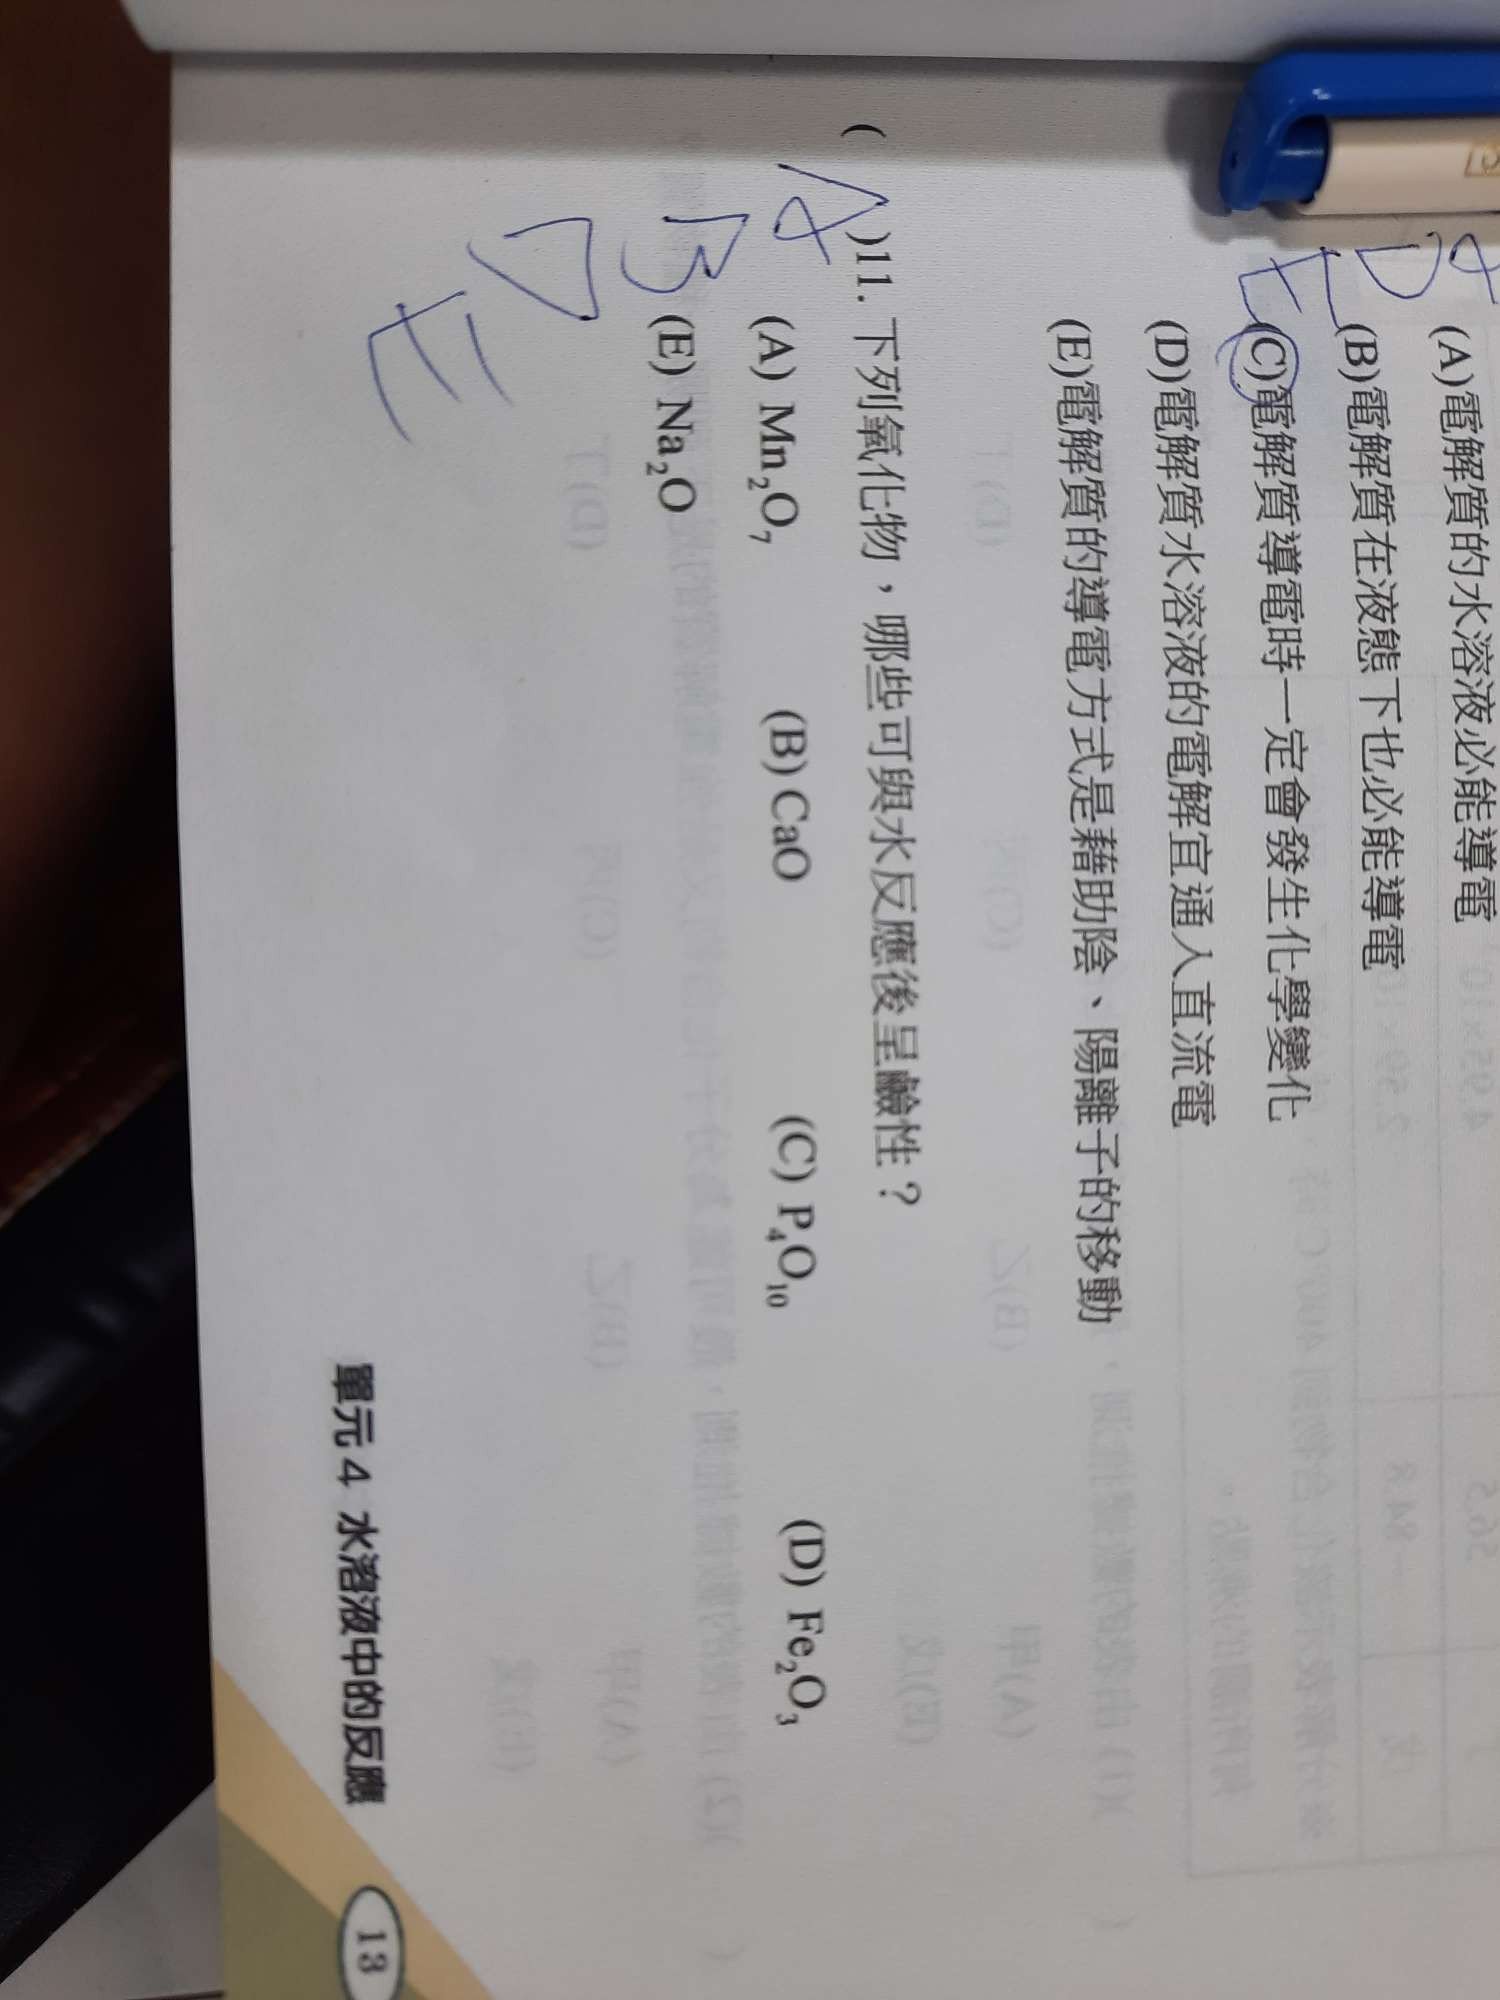 (A)電解質的水溶液必能導電
(B)電解質在液態下也必能導電
(C)電解質導電時一定會發生化學變化
(D)電解質水溶液的電解宜通入直流電
(E)電解質的導電方式是藉助陰、陽離子的移動
A
D
E
( )11. 下列氧化物，哪些可與水反應後呈鹼性？
(A) Mn₂O₇ (B) CaO (C) P₄O₁₀ (D) Fe₂O₃
(E) Na₂O
A
B
D
E
單元 4 水溶液中的反應 13